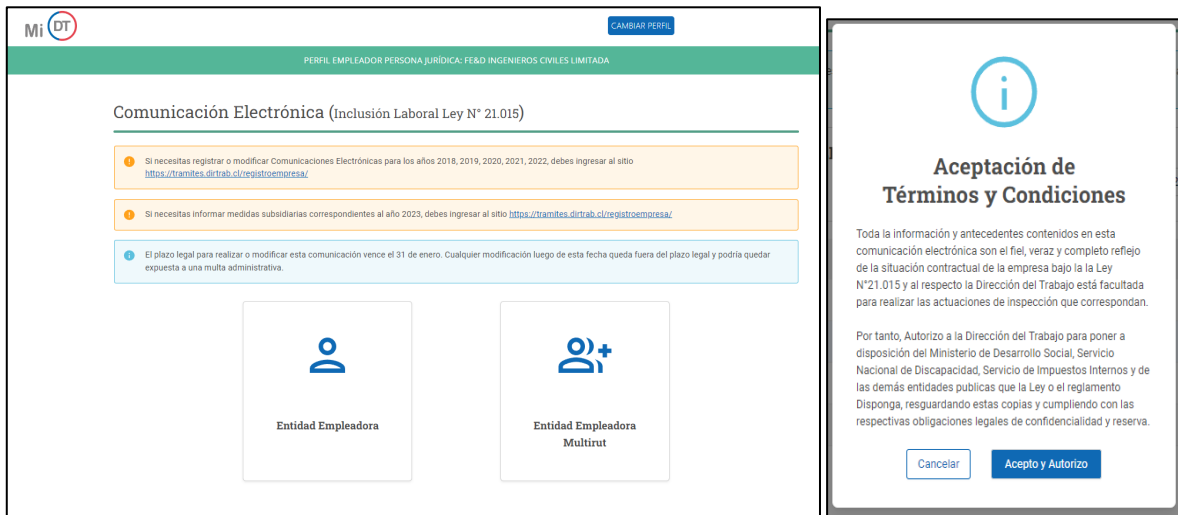 Mi DT
CAMBIAR PERFIL
PERFIL EMPLEADOR PERSONA JURÍDICA: FE&D INGENIEROS CIVILES LIMITADA
Comunicación Electrónica (Inclusión Laboral Ley N° 21.015)
Si necesitas registrar o modificar Comunicaciones Electrónicas para los años 2018, 2019, 2020, 2021, 2022, debes ingresar al sitio
https://tramites.dirtrab.cl/registroempresa/
Si necesitas informar medidas subsidiarias correspondientes al año 2023, debes ingresar al sitio https://tramites.dirtrab.cl/registroempresa/
El plazo legal para realizar o modificar esta comunicación vence el 31 de enero. Cualquier modificación luego de esta fecha queda fuera del plazo legal y podría quedar
expuesta a una multa administrativa.
Entidad Empleadora
Entidad Empleadora
Multirut
Aceptación de
Términos y Condiciones
Toda la información y antecedentes contenidos en esta
comunicación electrónica son el fiel, veraz y completo reflejo
de la situación contractual de la empresa bajo la la Ley
N°21.015 y al respecto la Dirección del Trabajo está facultada
para realizar las actuaciones de inspección que correspondan.
Por tanto, Autorizo a la Dirección del Trabajo para poner a
disposición del Ministerio de Desarrollo Social, Servicio
Nacional de Discapacidad, Servicio de Impuestos Internos y de
las demás entidades publicas que la Ley o el reglamento
Disponga, resguardando estas copias y cumpliendo con las
respectivas obligaciones legales de confidencialidad y reserva.
Cancelar
Acepto y Autorizo